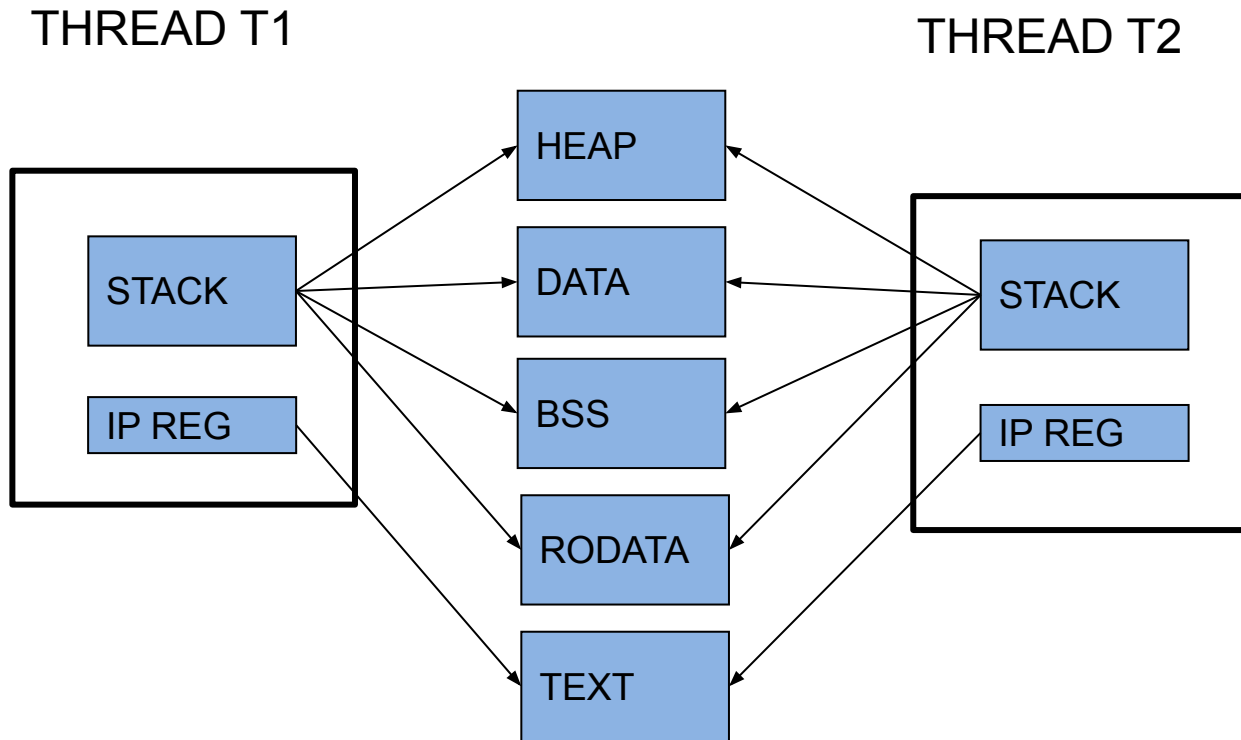 THREAD T1
THREAD T2
HEAP
STACK
DATA
STACK
IP REG
BSS
IP REG
RODATA
TEXT